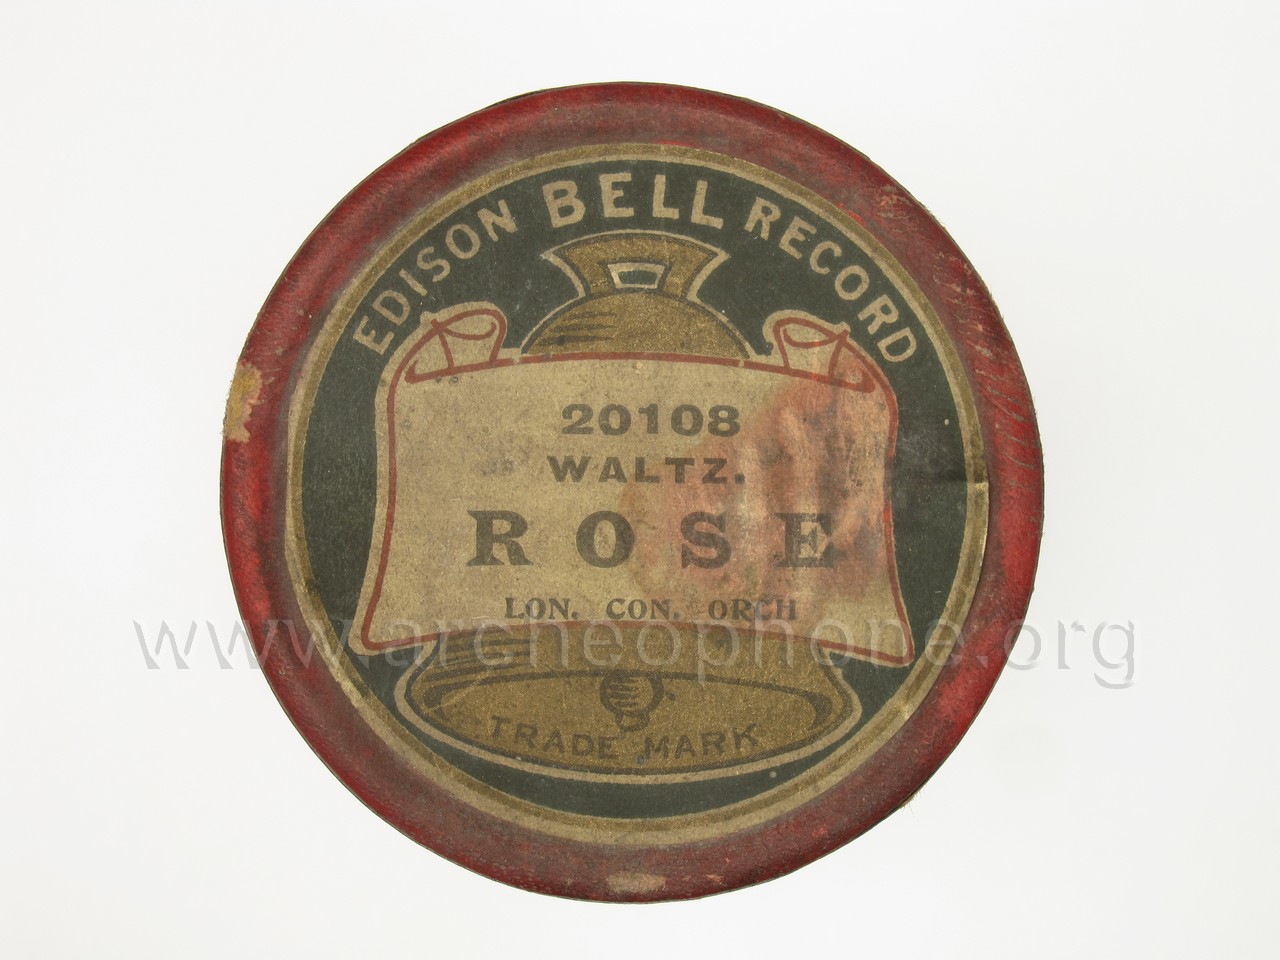 EDISON BELL RECORD
20108
WALTZ.
ROSE
LON. CON. ORCH
www.archeophone.org
TRADE MARK